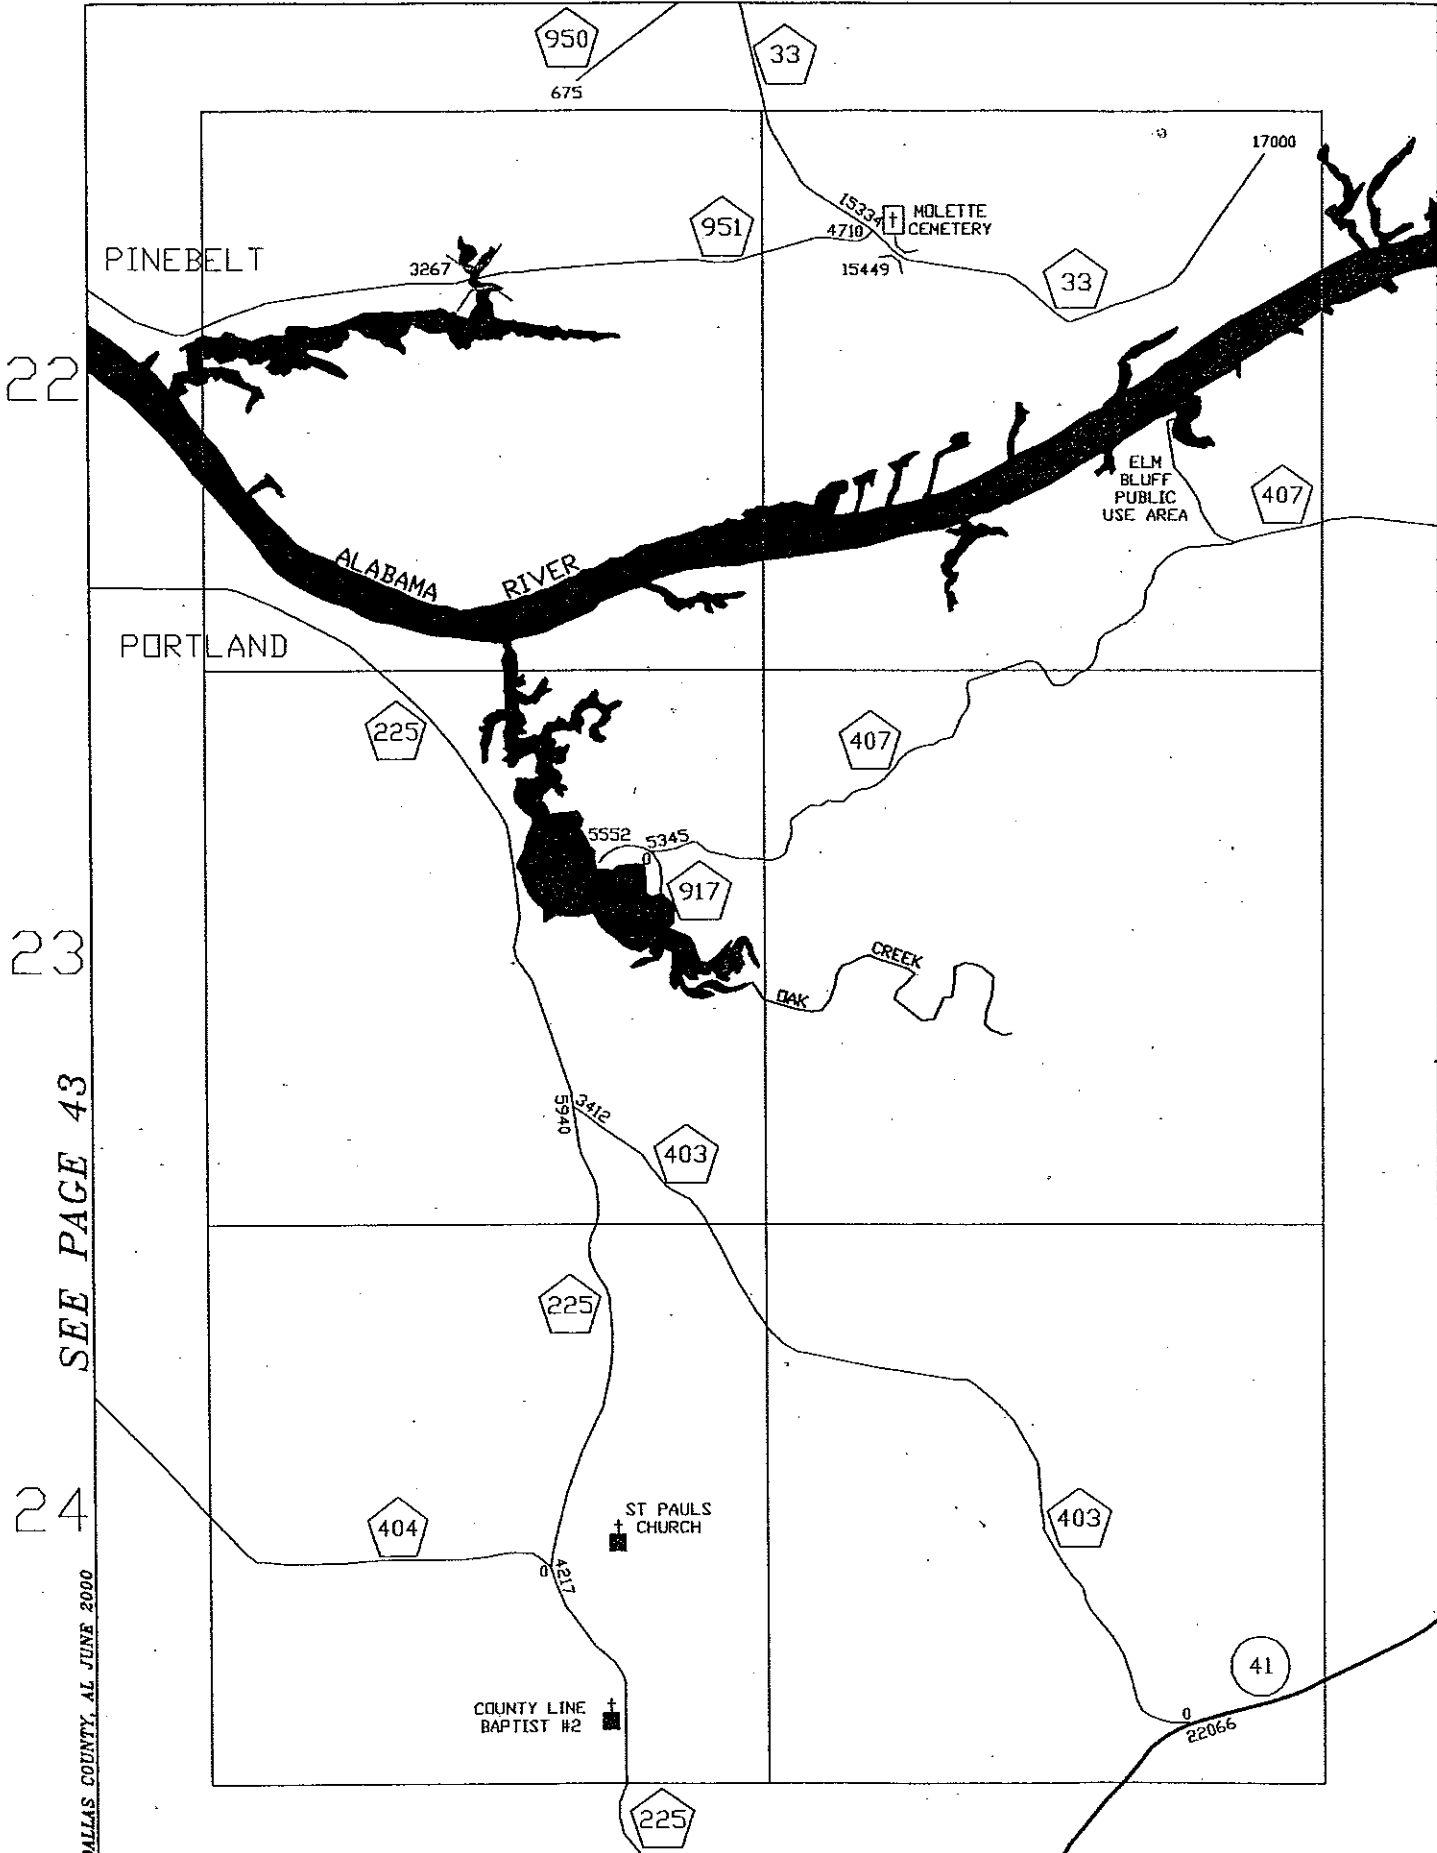 950
33
675
17000
15334
MOLETTE
CEMETERY
951
4710
PINEBELT
3267
15449
33
22
ELM
BLUFF
PUBLIC
USE AREA
407
ALABAMA RIVER
PORTLAND
225
407
5552
5345
0
917
23
CREEK
OAK
SEE PAGE 43
5940
3412
403
225
24
404
ST PAULS
CHURCH
403
0
4217
DALLAS COUNTY, AL JUNE 2000
41
COUNTY LINE
BAPTIST #2
0
22066
225